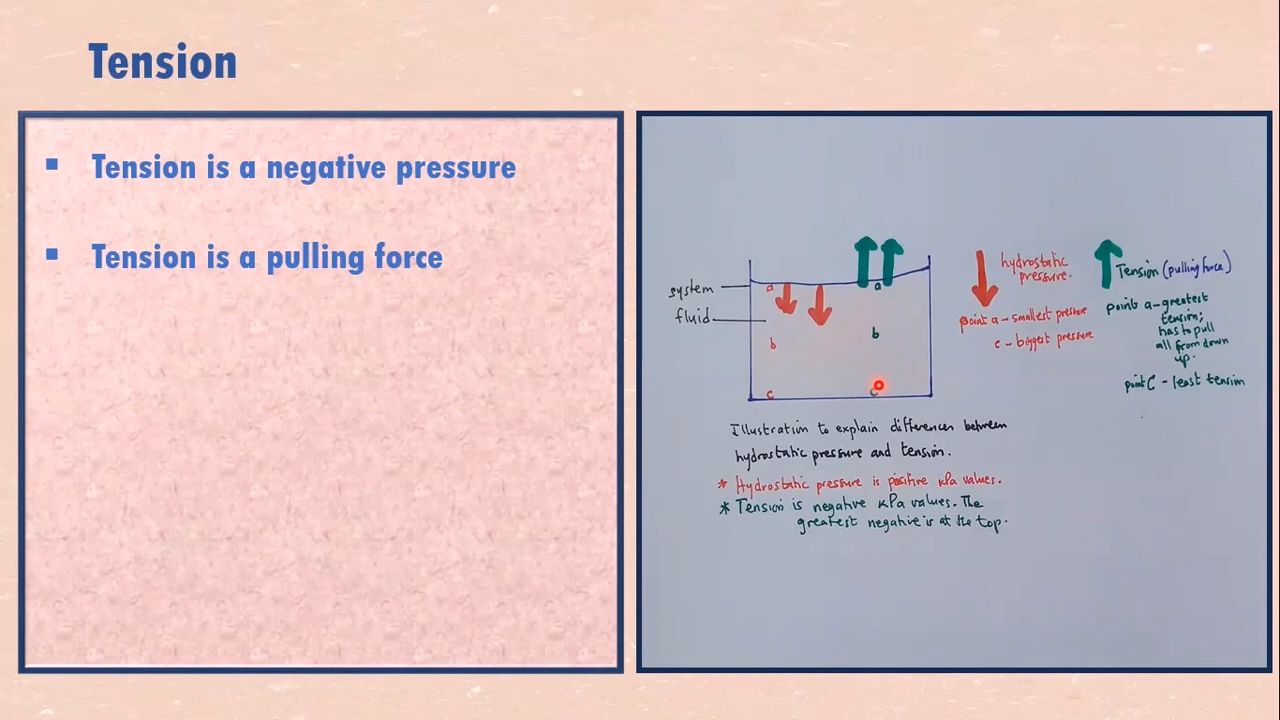 Tension
▪ Tension is a negative pressure
▪ Tension is a pulling force
system
fluid
a
b
c
a
b
c
hydrostatic
pressure.
point a - smallest pressure
c - biggest pressure
Tension (pulling force)
point a - greatest
tension;
has to pull
all from down
up.
point C - least tension
Illustration to explain differences between
hydrostatic pressure and tension.
* Hydrostatic pressure is positive kPa values.
* Tension is negative kPa values. The
greatest negative is at the top.